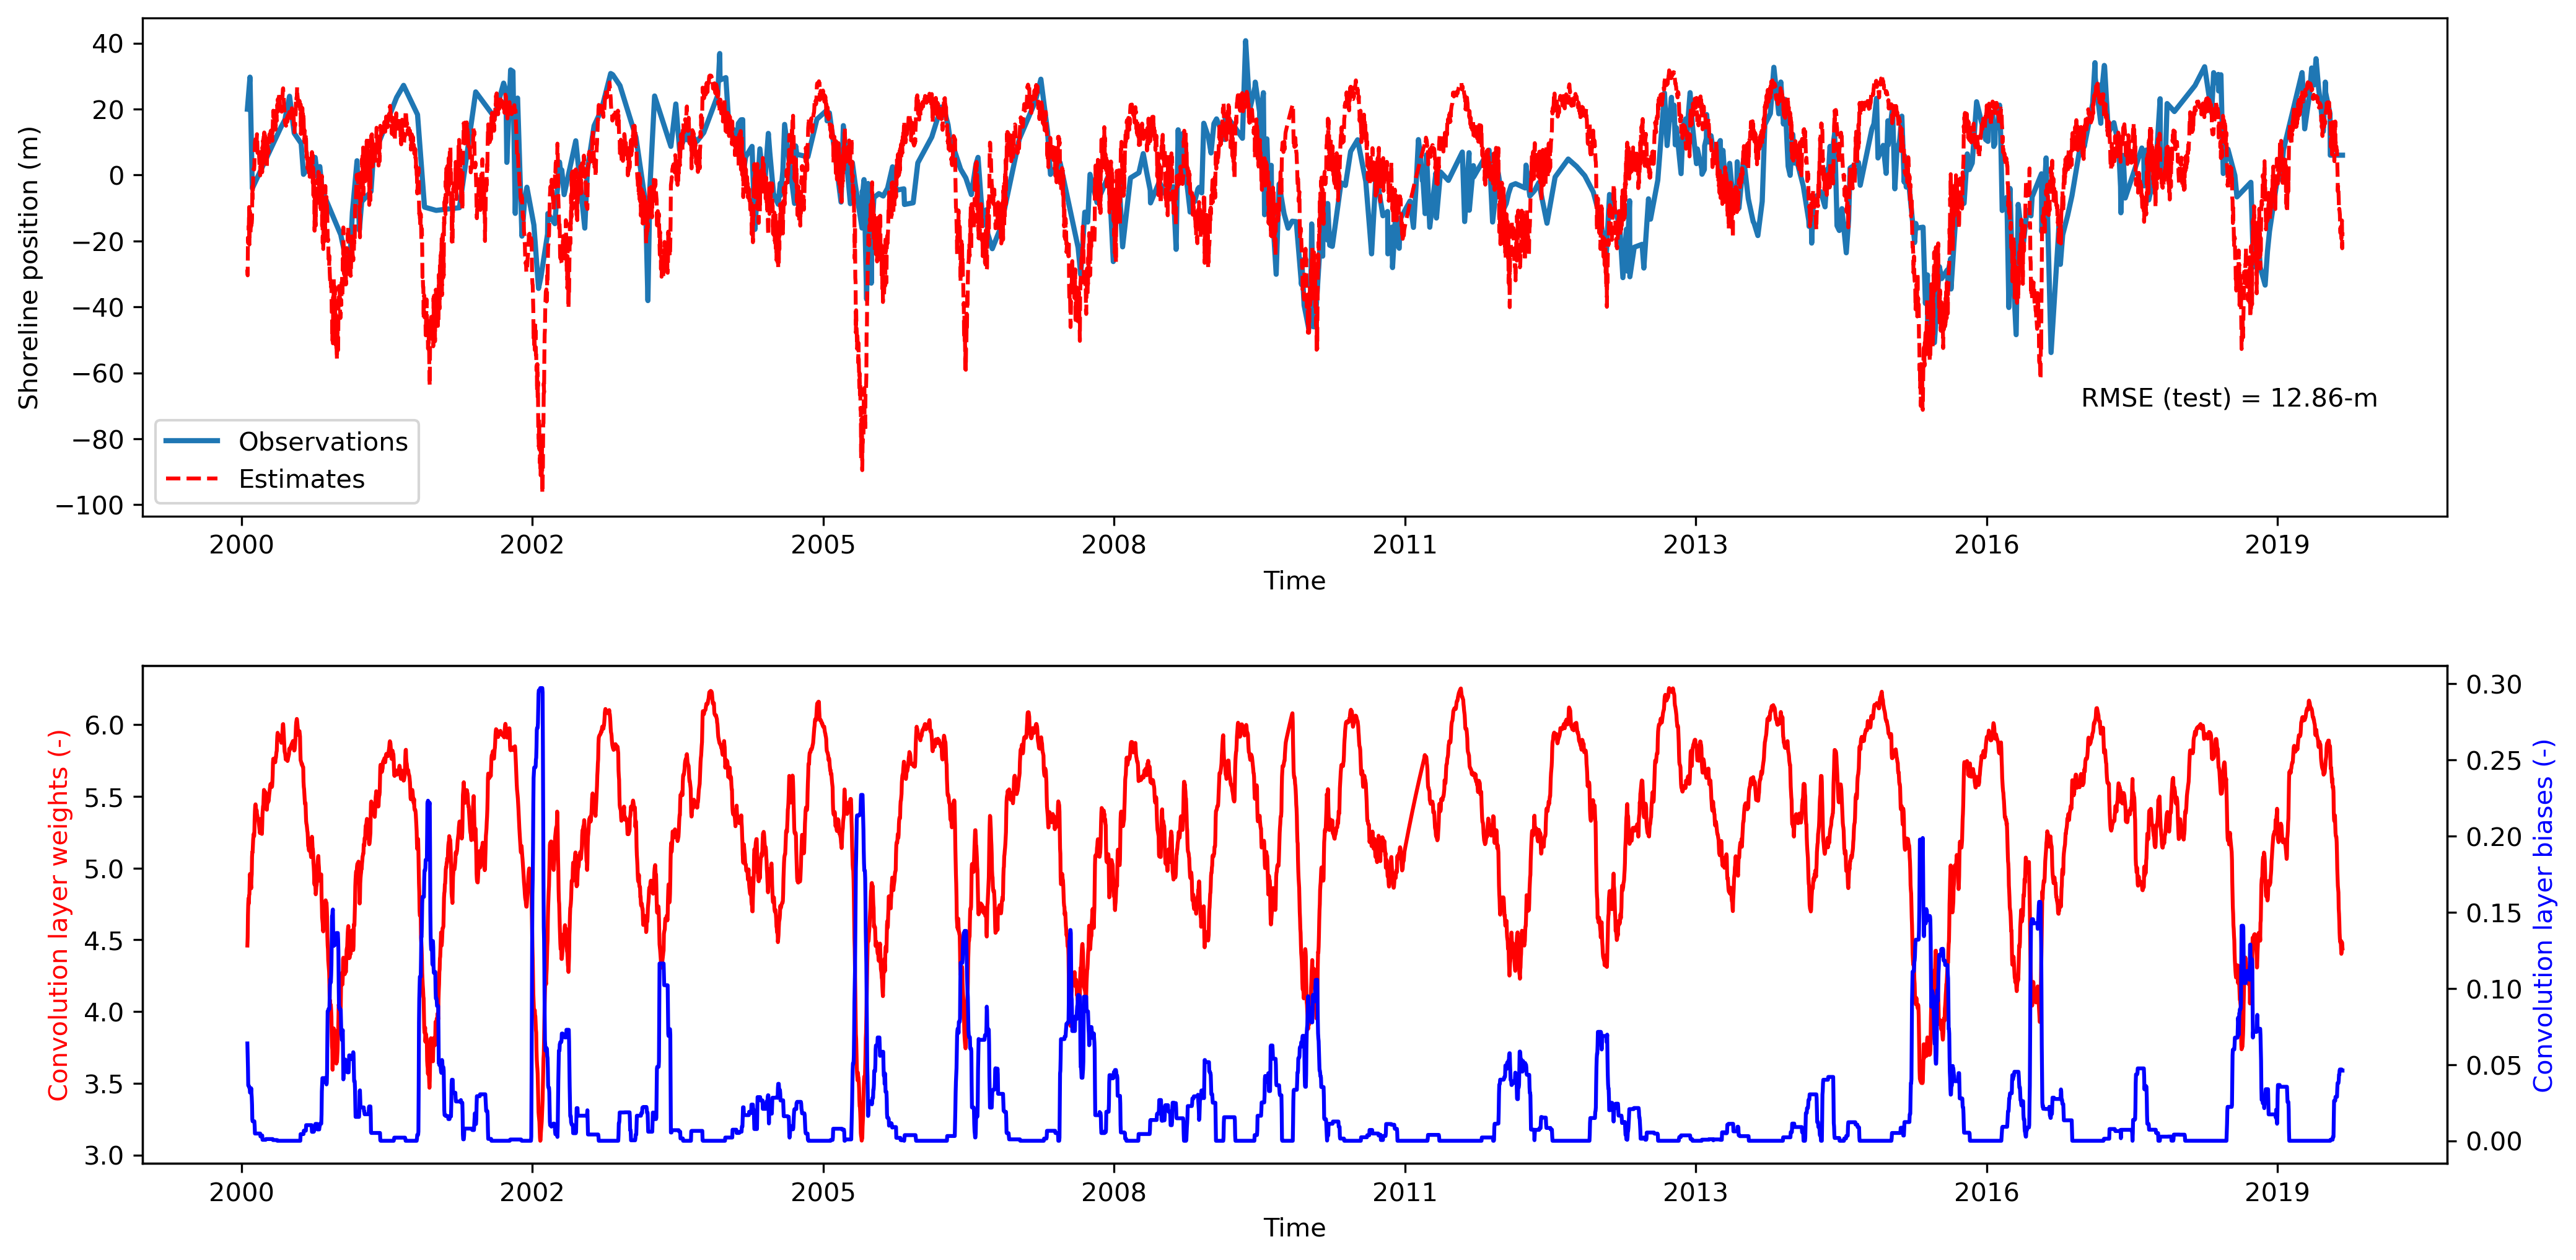 40
20
0
−20
−40
−60
−80
−100
Shoreline position (m)
Observations
Estimates
RMSE (test) = 12.86-m
2000 2002 2005 2008 2011 2013 2016 2019
Time
6.0
5.5
5.0
4.5
4.0
3.5
3.0
Convolution layer weights (-)
0.30
0.25
0.20
0.15
0.10
0.05
0.00
Convolution layer biases (-)
2000 2002 2005 2008 2011 2013 2016 2019
Time